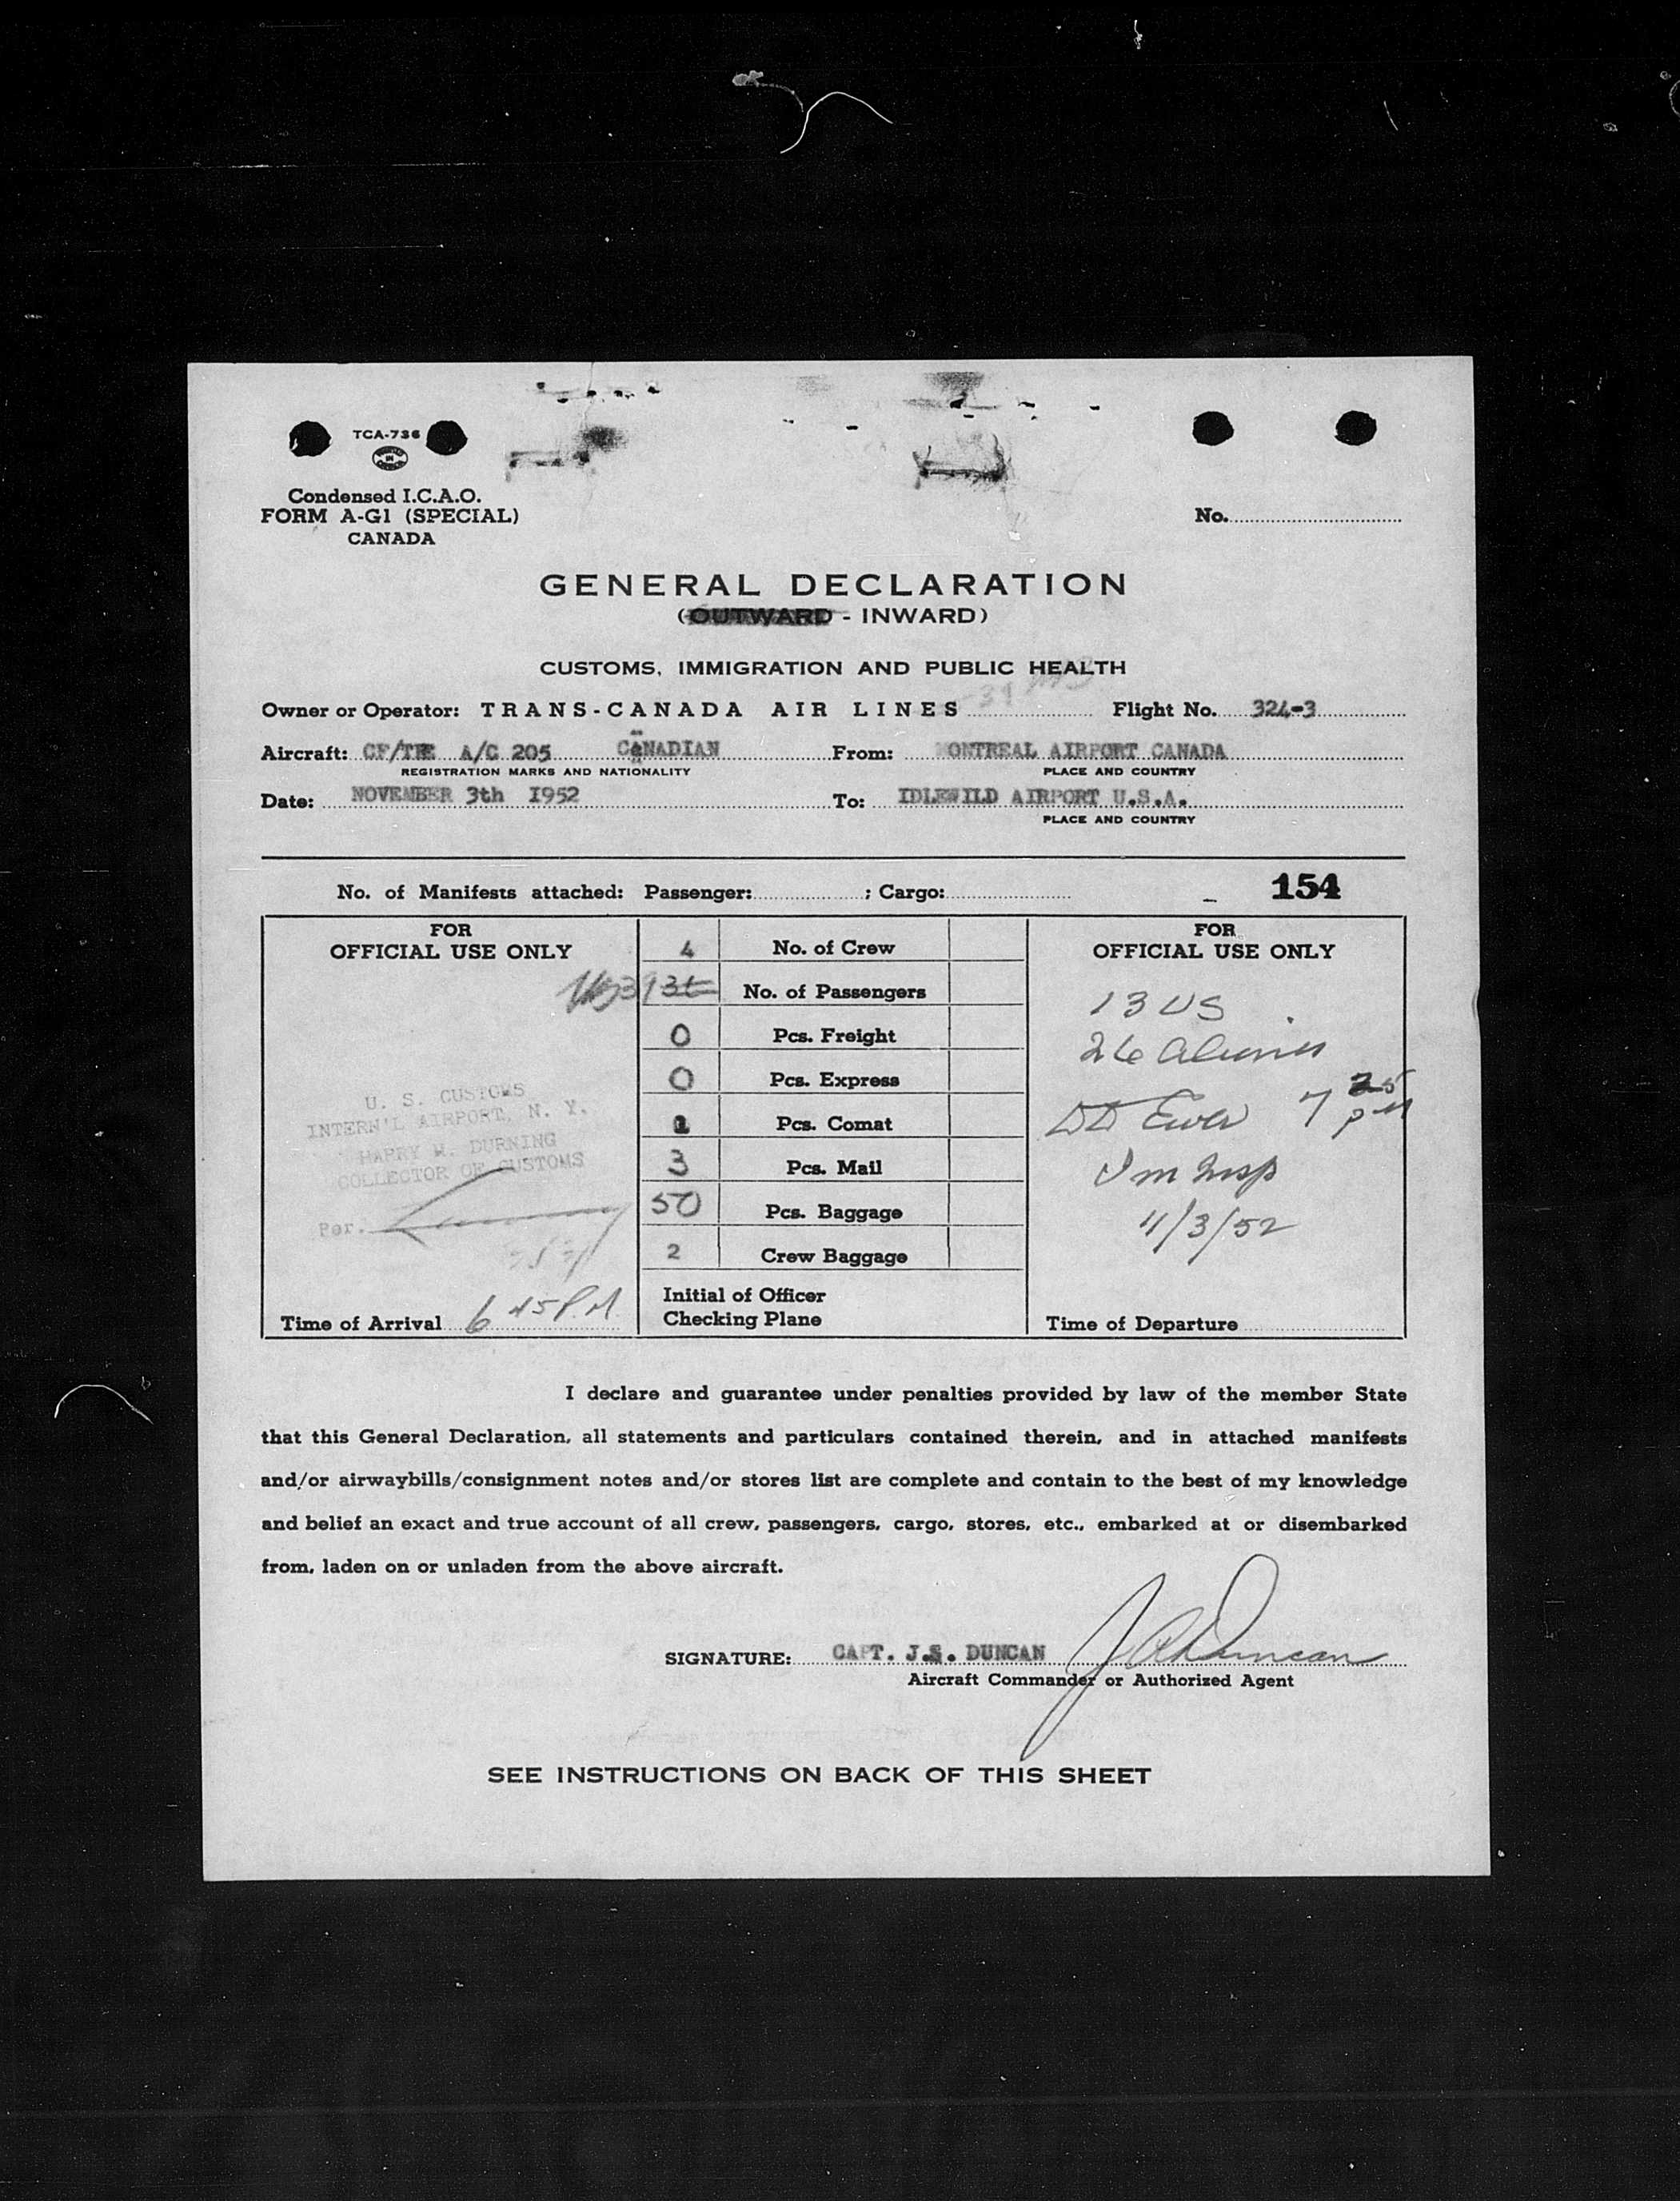 TCA-736
Condensed I.C.A.O.
FORM A-G1 (SPECIAL)
CANADA
No.
GENERAL DECLARATION
(OUTWARD - INWARD)
CUSTOMS, IMMIGRATION AND PUBLIC HEALTH
Owner or Operator: TRANS-CANADA AIR LINES Flight No. 324-3
Aircraft: A/C 205 CANADIAN From: MONTREAL AIRPORT CANADA
REGISTRATION MARKS AND NATIONALITY PLACE AND COUNTRY
Date: NOVEMBER 3th 1952 To: IDLEWILD AIRPORT U.S.A.
PLACE AND COUNTRY
No. of Manifests attached: Passenger: ; Cargo: 154
FOR
OFFICIAL USE ONLY
U. S. CUSTOMS
INTERN'L AIRPORT, N. Y.
HARRY M. DURNING
COLLECTOR OF CUSTOMS
Per.
Time of Arrival 6 45 P.M.
4 No. of Crew
39 No. of Passengers
0 Pcs. Freight
0 Pcs. Express
Pcs. Comat
3 Pcs. Mail
50 Pcs. Baggage
2 Crew Baggage
Initial of Officer
Checking Plane
FOR
OFFICIAL USE ONLY
13 US
26 aliens
7 25 pm
Imm Insp
11/3/52
Time of Departure
I declare and guarantee under penalties provided by law of the member State
that this General Declaration, all statements and particulars contained therein, and in attached manifests
and/or airwaybills/consignment notes and/or stores list are complete and contain to the best of my knowledge
and belief an exact and true account of all crew, passengers, cargo, stores, etc., embarked at or disembarked
from, laden on or unladen from the above aircraft.
SIGNATURE: CAPT. J.S. DUNCAN
Aircraft Commander or Authorized Agent
SEE INSTRUCTIONS ON BACK OF THIS SHEET